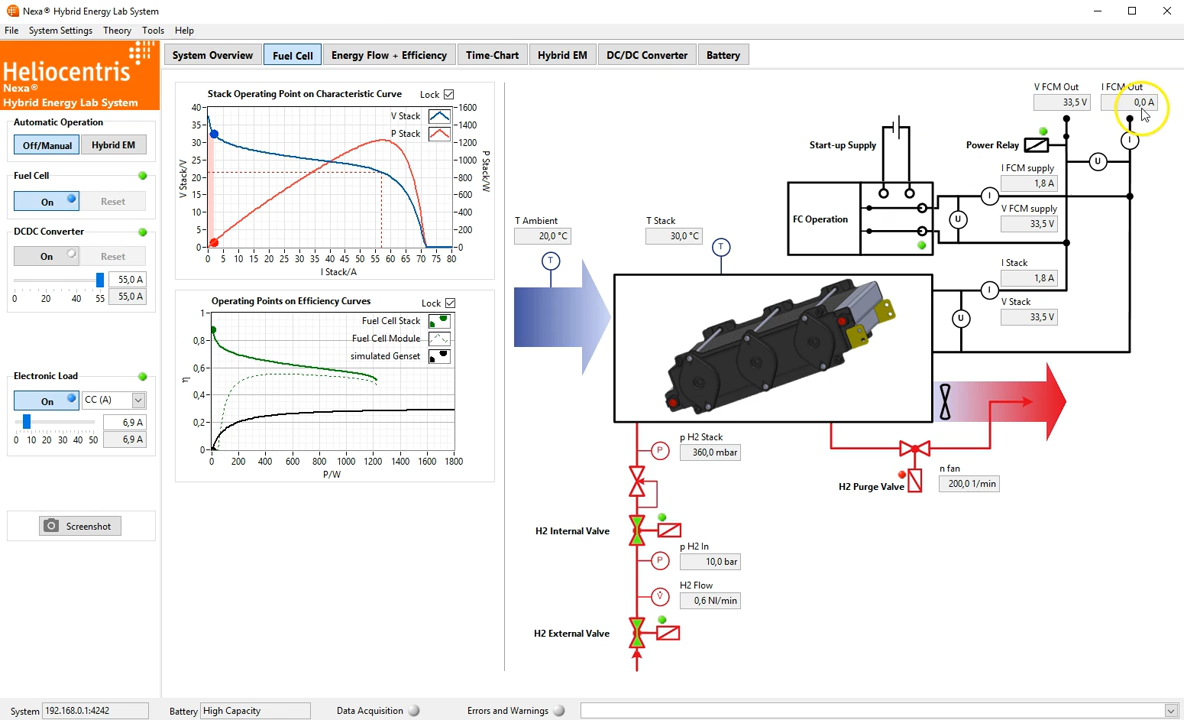 Nexa® Hybrid Energy Lab System
File System Settings Theory Tools Help
Heliocentris
Nexa®
Hybrid Energy Lab System
Automatic Operation
Off/Manual Hybrid EM
Fuel Cell
On Reset
DCDC Converter
On Reset
55,0 A
0 20 40 55 55,0 A
Electronic Load
On CC (A)
6,9 A
0 10 20 30 40 50 6,9 A
Screenshot
System Overview Fuel Cell Energy Flow + Efficiency Time-Chart Hybrid EM DC/DC Converter Battery
Stack Operating Point on Characteristic Curve Lock
V Stack
P Stack
V Stack/V
40
35
30
25
20
15
10
5
0
P Stack/W
1600
1400
1200
1000
800
600
400
200
0
0 5 10 15 20 25 30 35 40 45 50 55 60 65 70 75 80
I Stack/A
Operating Points on Efficiency Curves Lock
Fuel Cell Stack
Fuel Cell Module
simulated Genset
η
1
0,8
0,6
0,4
0,2
0
0 200 400 600 800 1000 1200 1400 1600 1800
P/W
V FCM Out I FCM Out
33,5 V 0,0 A
Start-up Supply
Power Relay
I
U
I FCM supply
1,8 A
I
V FCM supply
33,5 V
U
FC Operation
T Ambient
20,0 °C
T
T Stack
30,0 °C
T
I Stack
1,8 A
I
V Stack
33,5 V
U
p H2 Stack
360,0 mbar
P
n fan
200,0 1/min
H2 Purge Valve
H2 Internal Valve
p H2 In
10,0 bar
P
H2 Flow
0,6 Nl/min
V̇
H2 External Valve
System 192.168.0.1:4242 Battery High Capacity Data Acquisition Errors and Warnings